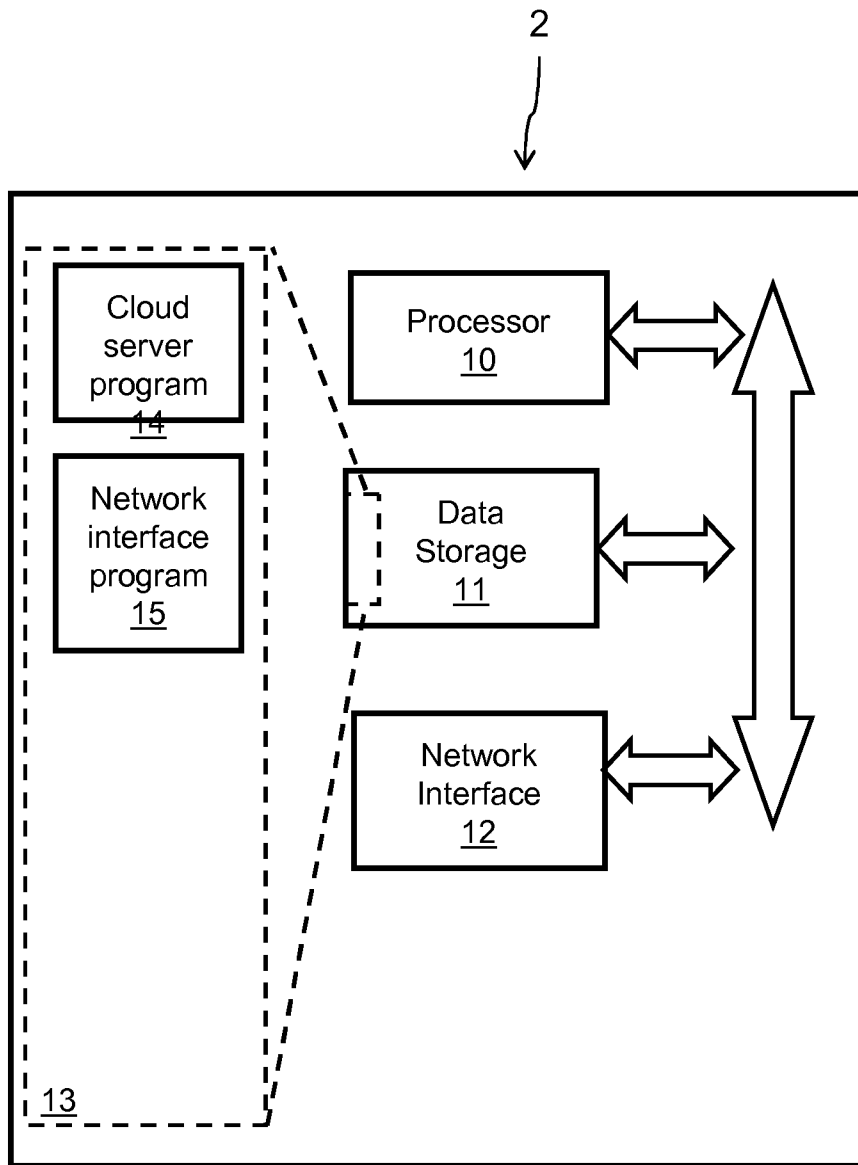 2
Cloud
server
program
14
Network
interface
program
15
13
Processor
10
Data
Storage
11
Network
Interface
12